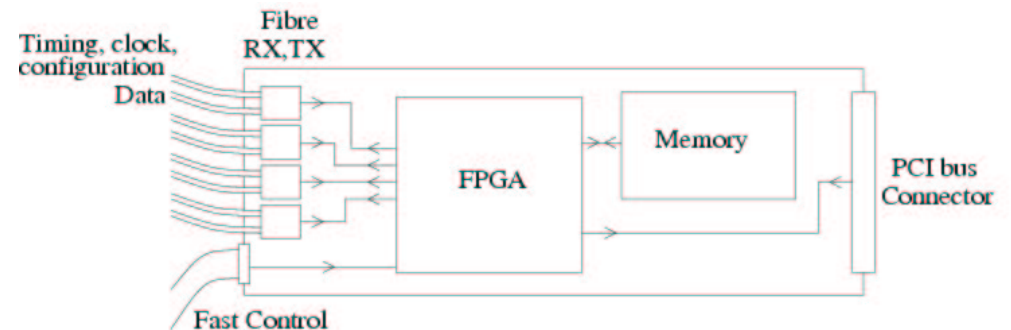 Fibre
RX,TX
Timing, clock,
configuration
Data
FPGA
Memory
PCI bus
Connector
Fast Control